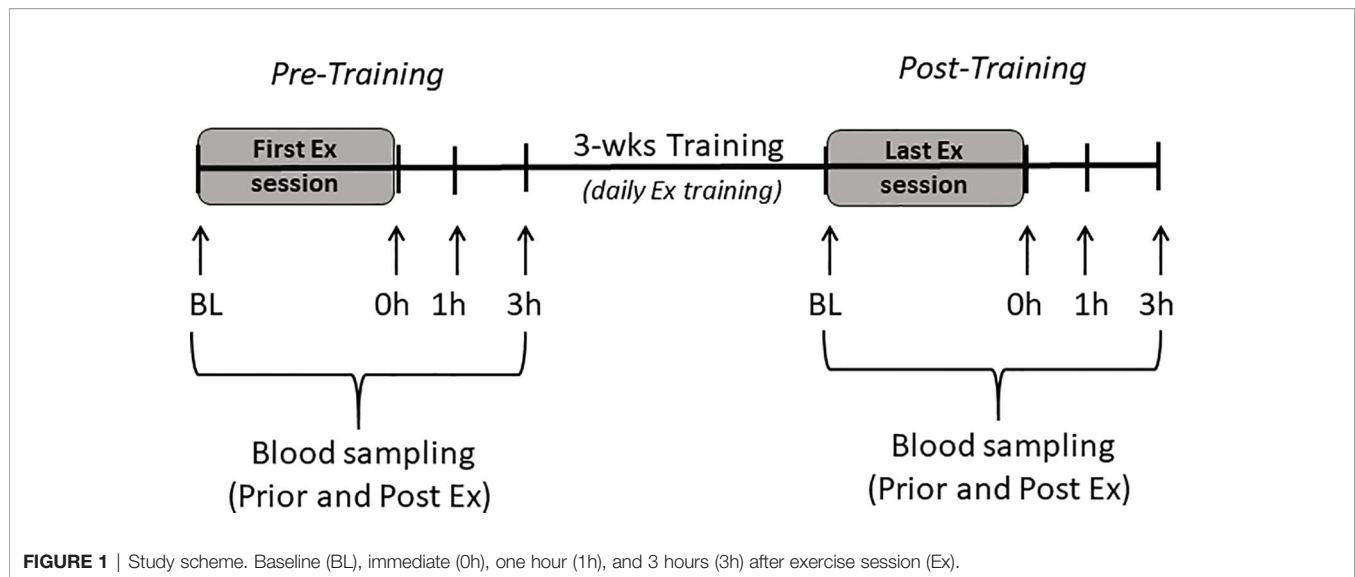 Pre-Training
Post-Training
First Ex
session
3-wks Training
(daily Ex training)
Last Ex
session
BL
0h
1h
3h
BL
0h
1h
3h
Blood sampling
(Prior and Post Ex)
Blood sampling
(Prior and Post Ex)
FIGURE 1 | Study scheme. Baseline (BL), immediate (0h), one hour (1h), and 3 hours (3h) after exercise session (Ex).